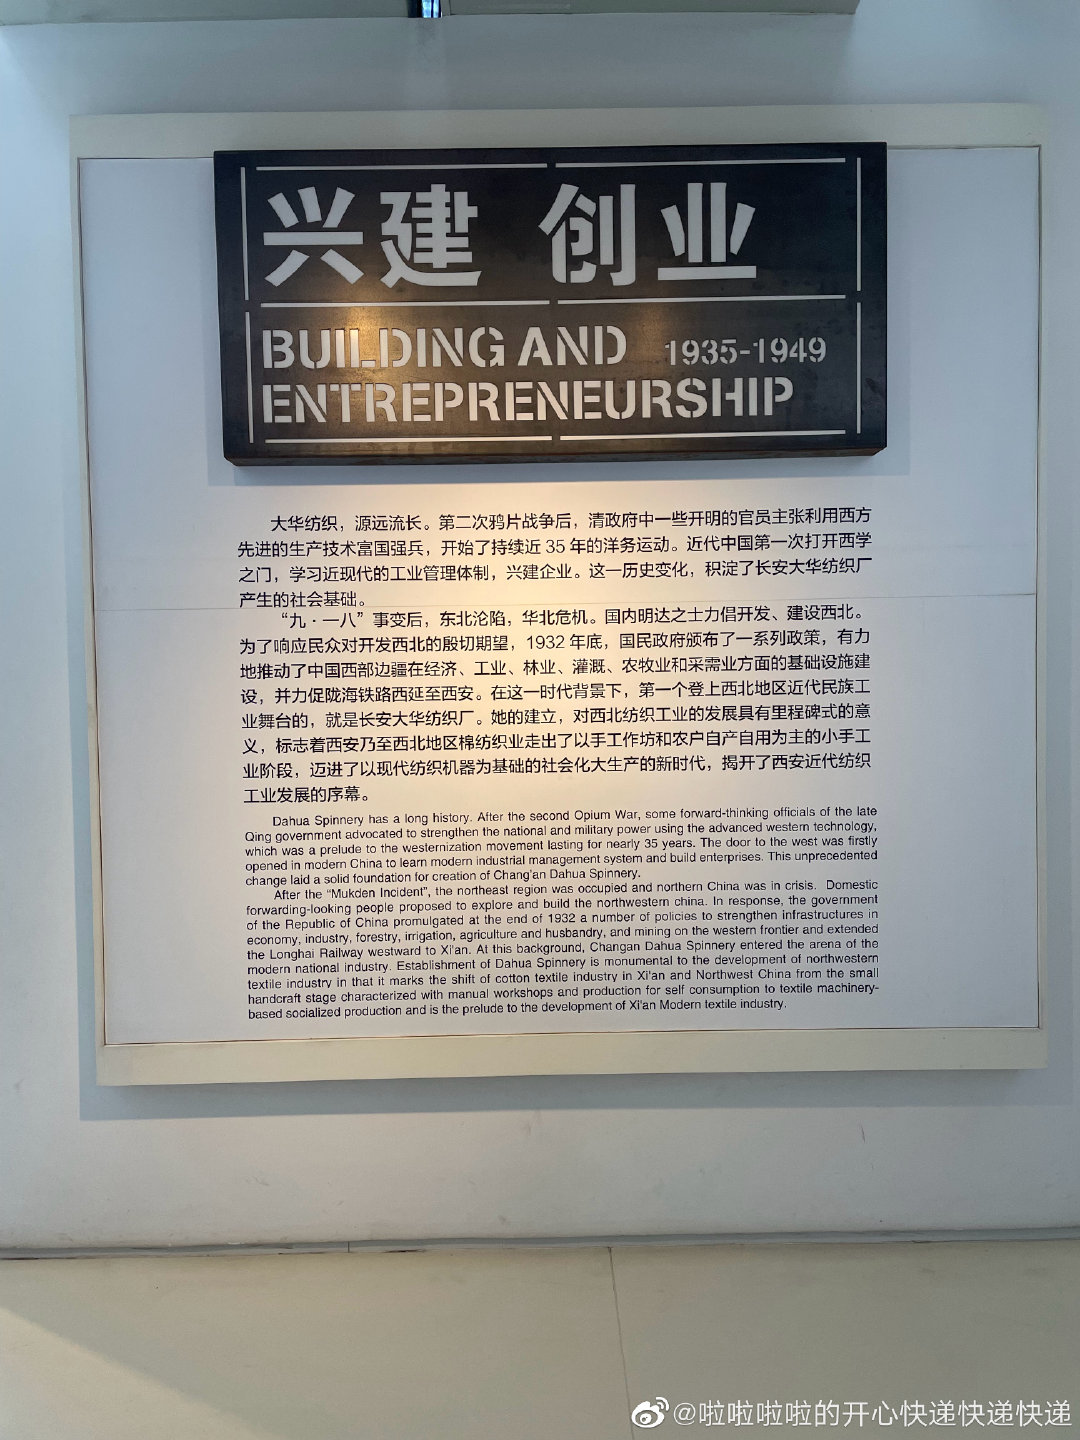 兴建 创业
BUILDING AND 1935-1949
ENTREPRENEURSHIP
大华纺织，源远流长。第二次鸦片战争后，清政府中一些开明的官员主张利用西方
先进的生产技术富国强兵，开始了持续近 35 年的洋务运动。近代中国第一次打开西学
之门，学习近现代的工业管理体制，兴建企业。这一历史变化，积淀了长安大华纺织厂
产生的社会基础。
“九·一八”事变后，东北沦陷，华北危机。国内明达之士力倡开发、建设西北。
为了响应民众对开发西北的殷切期望，1932 年底，国民政府颁布了一系列政策，有力
地推动了中国西部边疆在经济、工业、林业、灌溉、农牧业和采需业方面的基础设施建
设，并力促陇海铁路西延至西安。在这一时代背景下，第一个登上西北地区近代民族工
业舞台的，就是长安大华纺织厂。她的建立，对西北纺织工业的发展具有里程碑式的意
义，标志着西安乃至西北地区棉纺织业走出了以手工作坊和农户自产自用为主的小手工
业阶段，迈进了以现代纺织机器为基础的社会化大生产的新时代，揭开了西安近代纺织
工业发展的序幕。
Dahua Spinnery has a long history. After the second Opium War, some forward-thinking officials of the late
Qing government advocated to strengthen the national and military power using the advanced western technology,
which was a prelude to the westernization movement lasting for nearly 35 years. The door to the west was firstly
opened in modern China to learn modern industrial management system and build enterprises. This unprecedented
change laid a solid foundation for creation of Chang'an Dahua Spinnery.
After the “Mukden Incident”, the northeast region was occupied and northern China was in crisis. Domestic
forwarding-looking people proposed to explore and build the northwestern china. In response, the government
of the Republic of China promulgated at the end of 1932 a number of policies to strengthen infrastructures in
economy, industry, forestry, irrigation, agriculture and husbandry, and mining on the western frontier and extended
the Longhai Railway westward to Xi'an. At this background, Changan Dahua Spinnery entered the arena of the
modern national industry. Establishment of Dahua Spinnery is monumental to the development of northwestern
textile industry in that it marks the shift of cotton textile industry in Xi'an and Northwest China from the small
handcraft stage characterized with manual workshops and production for self consumption to textile machinery-
based socialized production and is the prelude to the development of Xi'an Modern textile industry.
@啦啦啦啦的开心快递快递快递